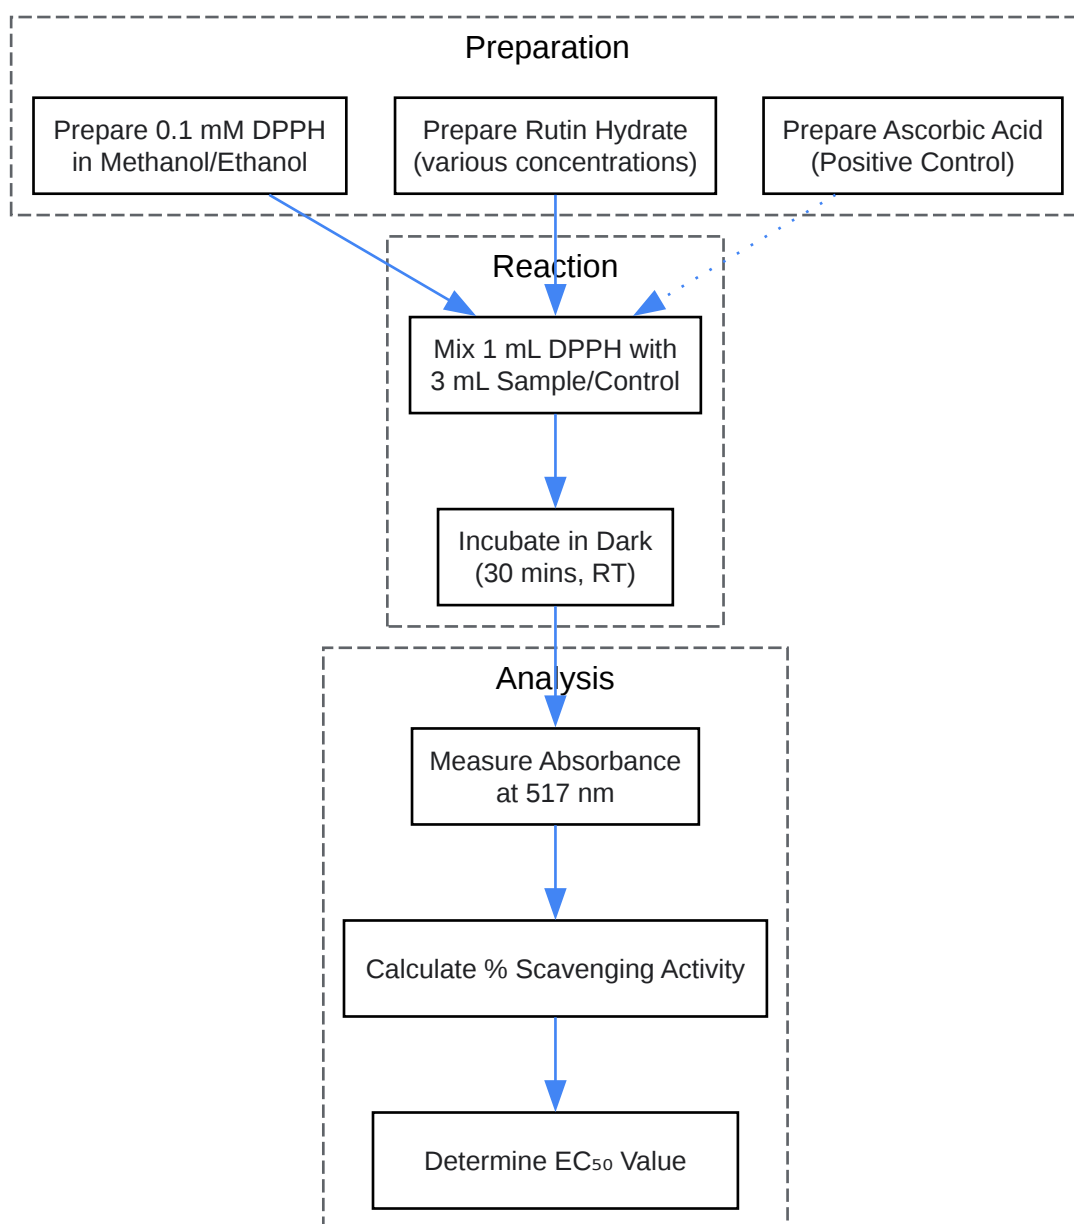 Preparation
Prepare 0.1 mM DPPH
in Methanol/Ethanol
Prepare Rutin Hydrate
(various concentrations)
Prepare Ascorbic Acid
(Positive Control)
Reaction
Mix 1 mL DPPH with
3 mL Sample/Control
Incubate in Dark
(30 mins, RT)
Analysis
Measure Absorbance
at 517 nm
Calculate % Scavenging Activity
Determine EC₅₀ Value